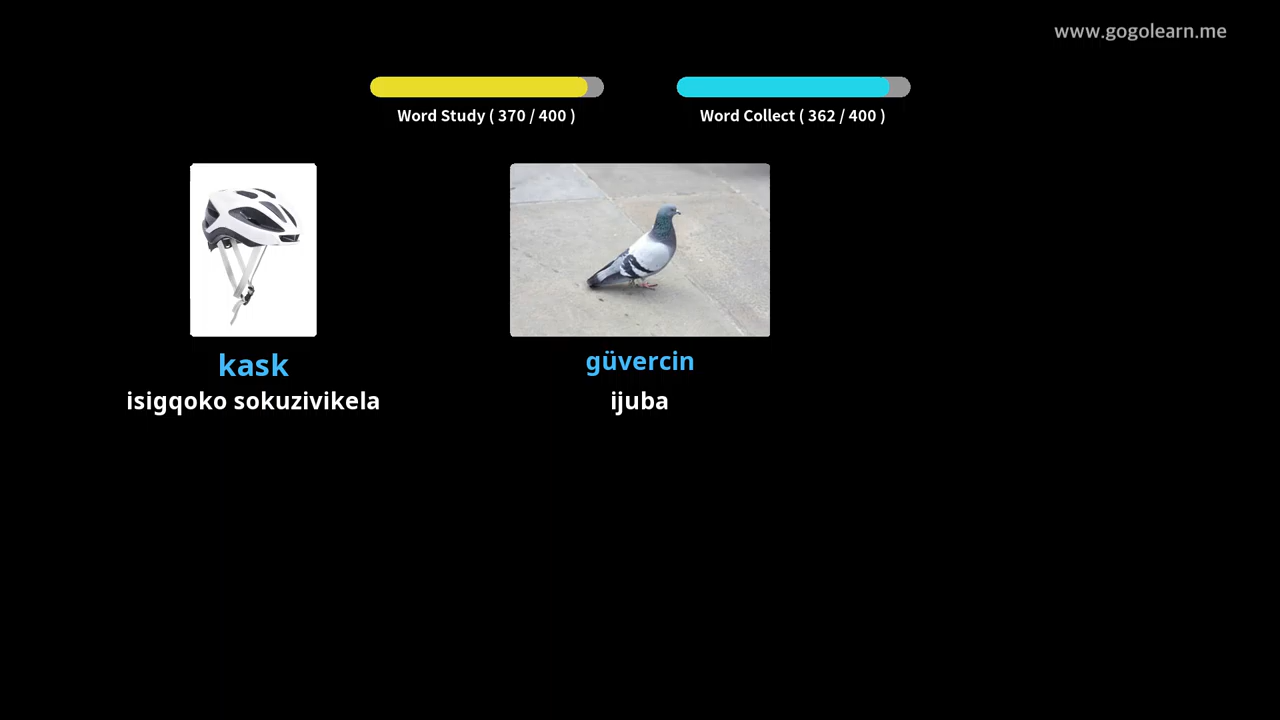 www.gogolearn.me
Word Study ( 370 / 400 )
Word Collect ( 362 / 400 )
kask
isigqoko sokuzivikela
güvercin
ijuba